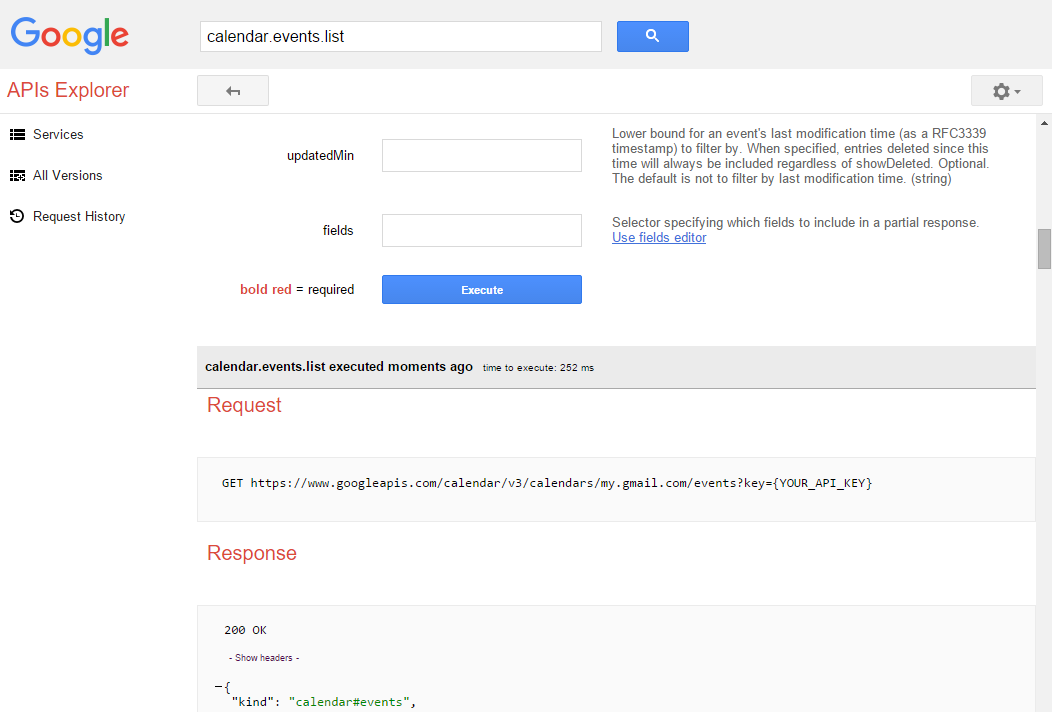 Google
calendar.events.list
APIs Explorer
Services
All Versions
Request History
updatedMin
Lower bound for an event's last modification time (as a RFC3339
timestamp) to filter by. When specified, entries deleted since this
time will always be included regardless of showDeleted. Optional.
The default is not to filter by last modification time. (string)
fields
Selector specifying which fields to include in a partial response.
Use fields editor
bold red = required
Execute
calendar.events.list executed moments ago time to execute: 252 ms
Request
GET https://www.googleapis.com/calendar/v3/calendars/my.gmail.com/events?key={YOUR_API_KEY}
Response
200 OK
- Show headers -
{
"kind": "calendar#events",